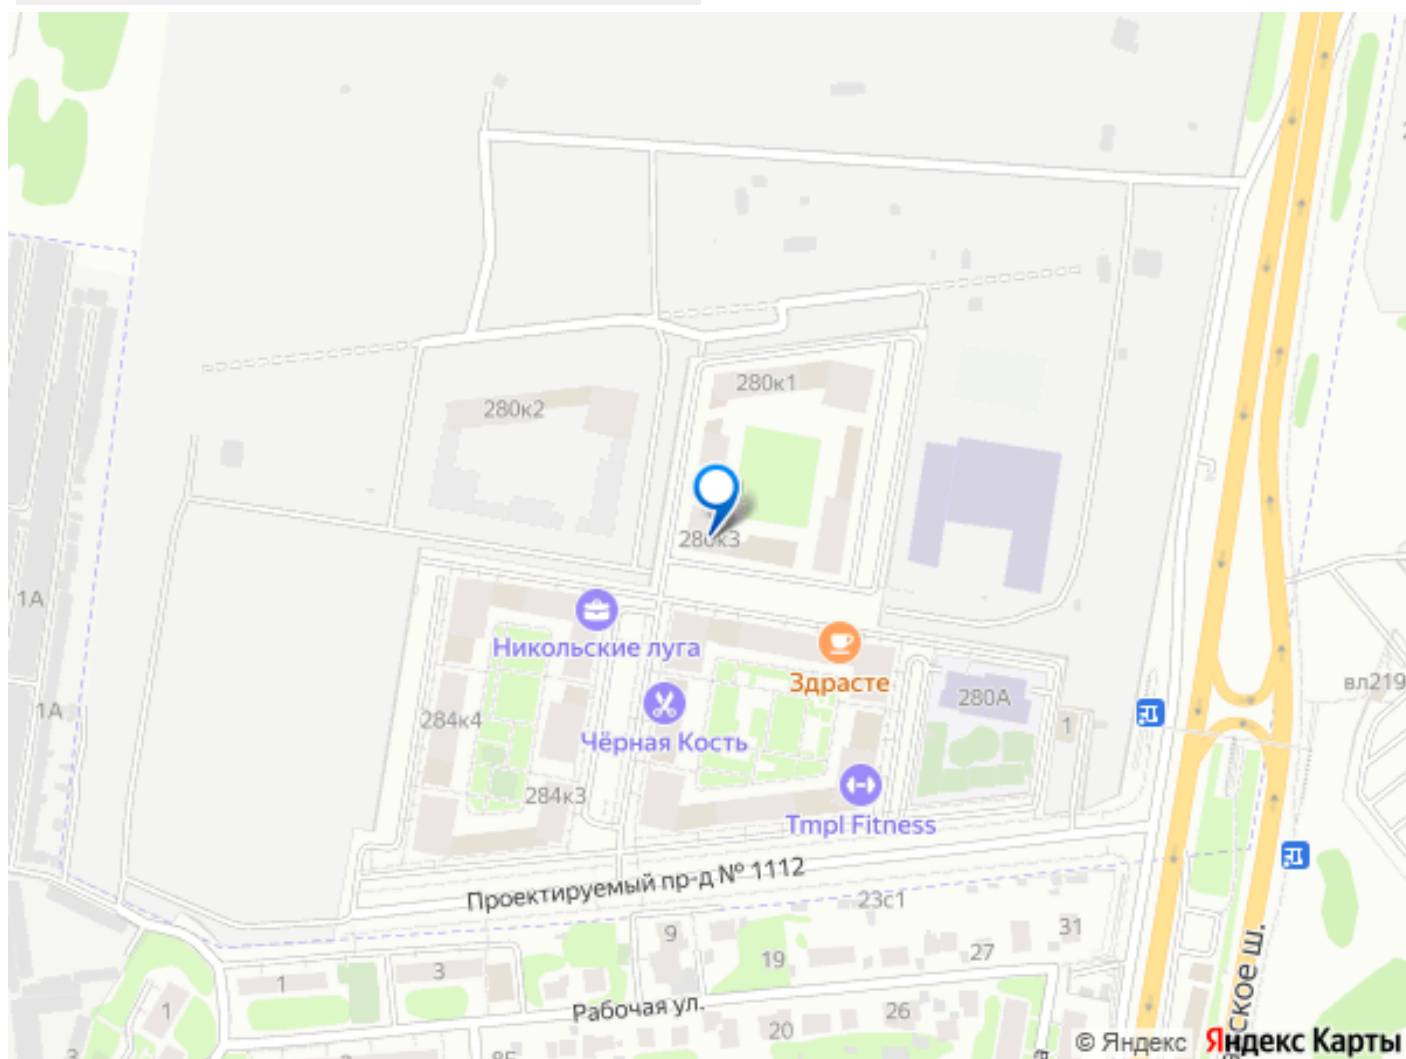 280к1
280к2
280к3
1А
Никольские луга
Здрасте
280А
вл219
1А
284к4
1
Чёрная Кость
284к3
Tmpl Fitness
Проектируемый пр-д № 1112
23с1
31
9
19
27
1
3
1
Рабочая ул.
26
20
ское ш.
© Яндекс
Яндекс Карты